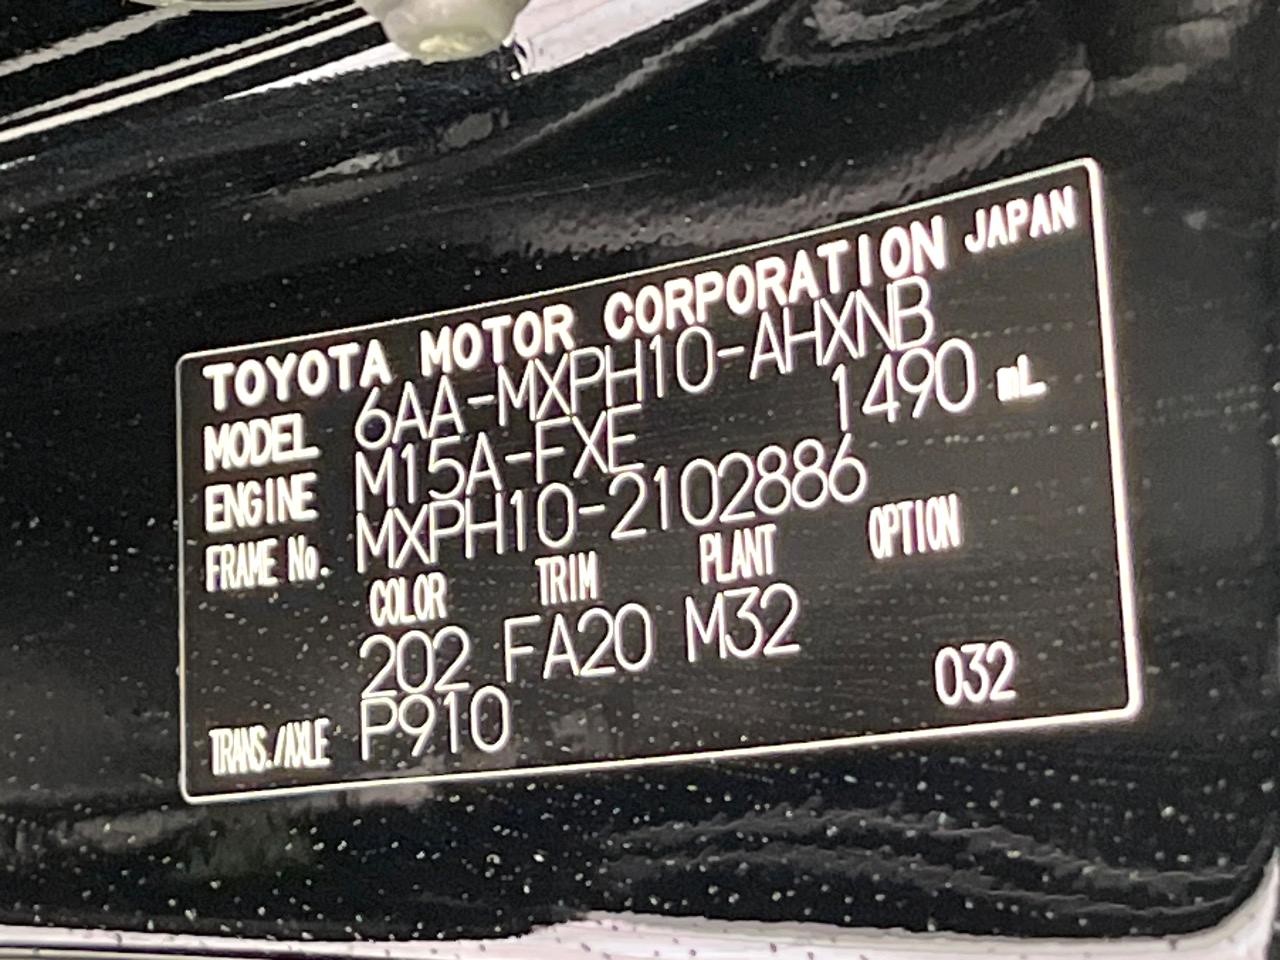 TOYOTA MOTOR CORPORATION JAPAN
MODEL 6AA-MXPH10-AHXNB
ENGINE M15A-FXE 1490 mL
FRAME No. MXPH10-2102886
COLOR TRIM PLANT OPTION
202 FA20 M32
TRANS./AXLE P910 032